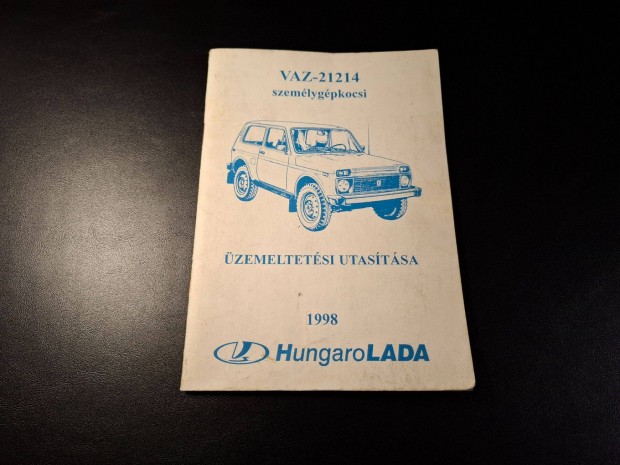 VAZ-21214
személygépkocsi
ÜZEMELTETÉSI UTASÍTÁSA
1998
HungaroLADA